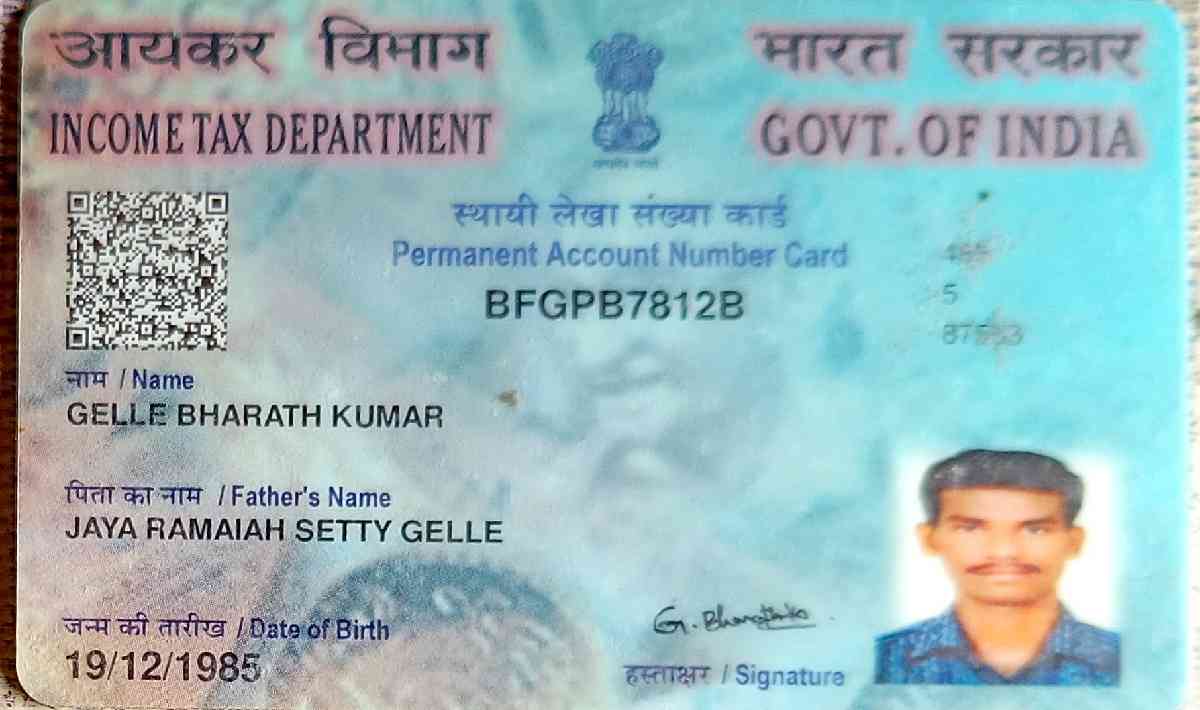 आयकर विभाग
INCOME TAX DEPARTMENT
भारत सरकार
GOVT. OF INDIA
स्थायी लेखा संख्या कार्ड
Permanent Account Number Card
BFGPB7812B
5
नाम / Name
GELLE BHARATH KUMAR
पिता का नाम / Father's Name
JAYA RAMAIAH SETTY GELLE
जन्म की तारीख / Date of Birth
19/12/1985
हस्ताक्षर / Signature